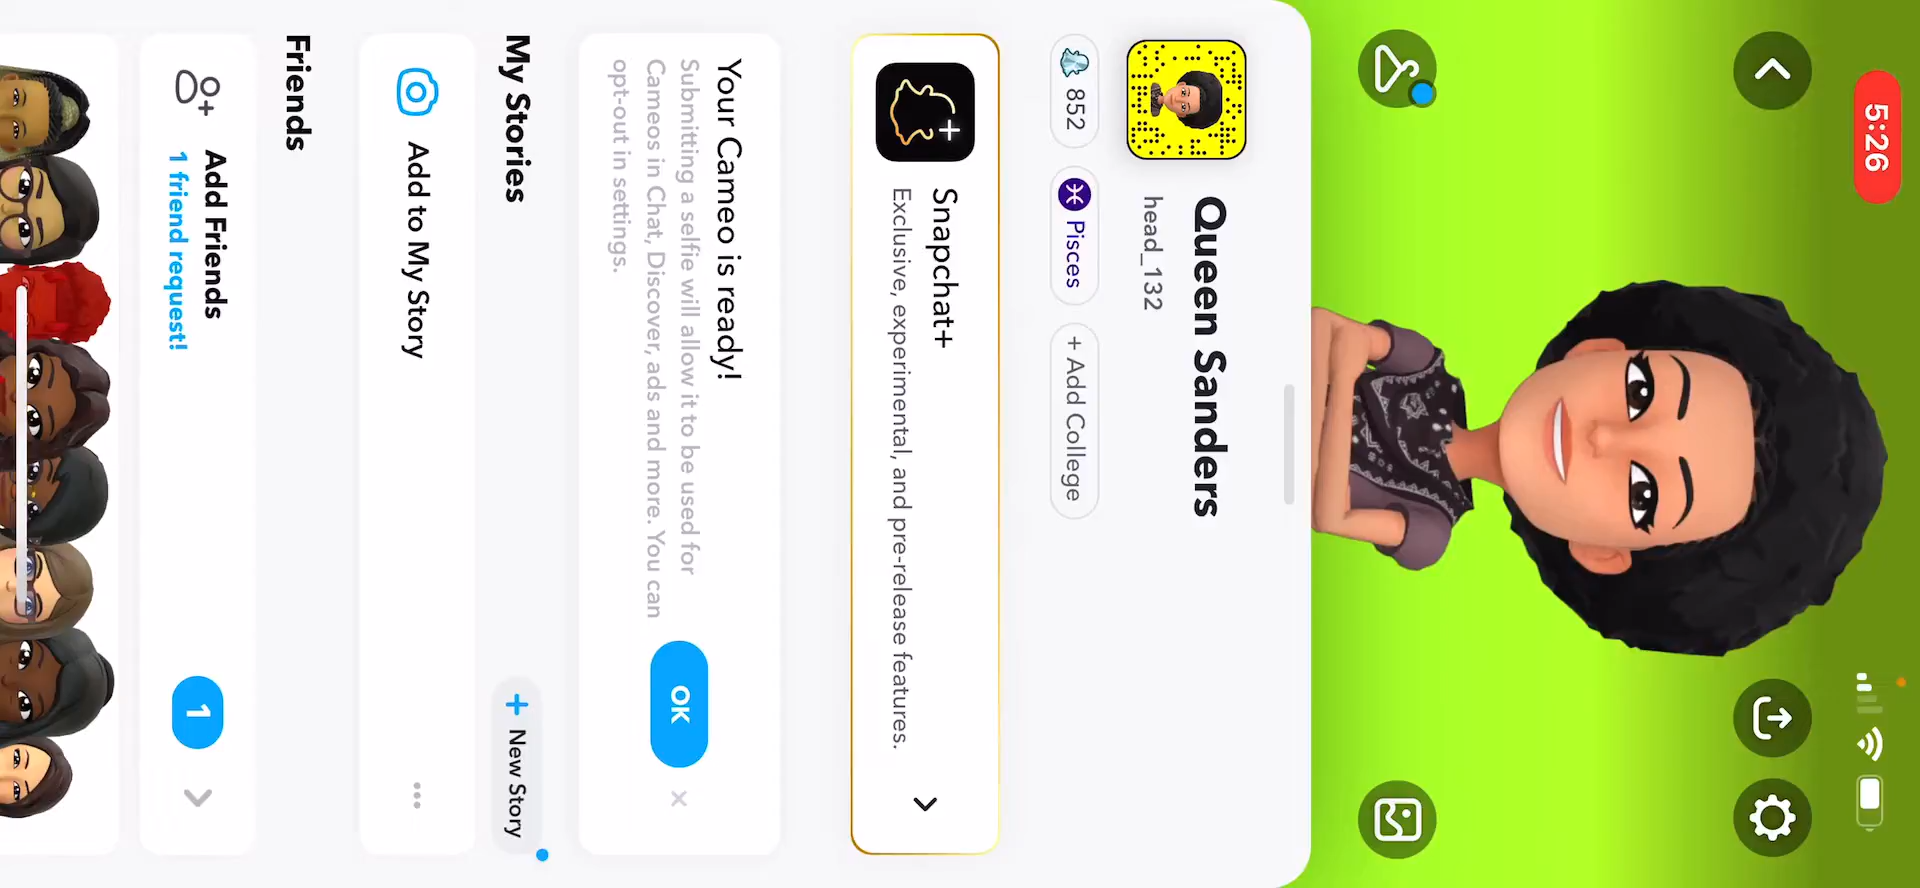 5:26
Queen Sanders
head_132
852
Pisces
+ Add College
Snapchat+
Exclusive, experimental, and pre-release features.
Your Cameo is ready!
Submitting a selfie will allow it to be used for
Cameos in Chat, Discover, ads and more. You can
opt-out in settings.
OK
My Stories
+ New Story
Add to My Story
Friends
Add Friends
1 friend request!
1